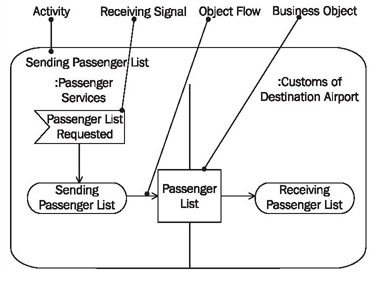 Activity Receiving Signal Object Flow Business Object
Sending Passenger List
:Passenger
Services
:Customs of
Destination Airport
Passenger List
Requested
Sending
Passenger List
Passenger
List
Receiving
Passenger List